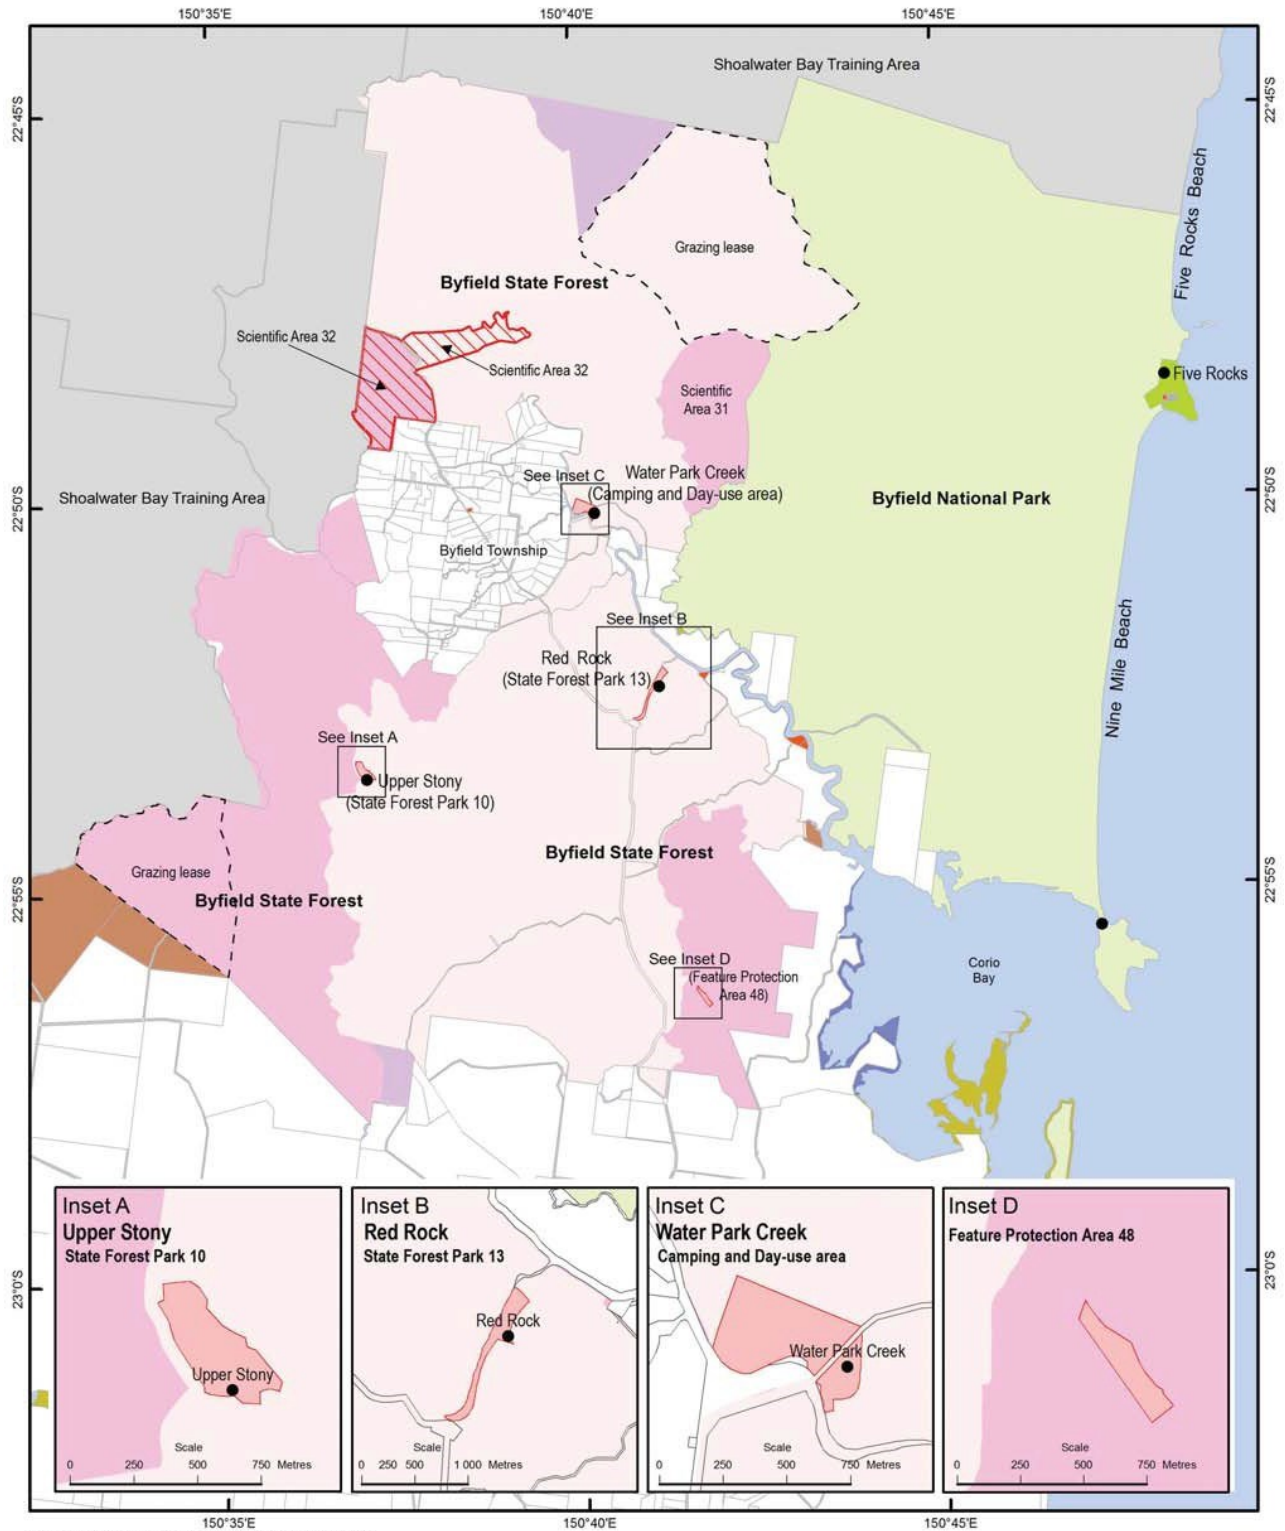 150°35'E
150°40'E
150°45'E
Shoalwater Bay Training Area
22°45'S
22°45'S
Five Rocks Beach
Grazing lease
Byfield State Forest
Scientific Area 32
Scientific Area 32
Five Rocks
Scientific
Area 31
See Inset C
Water Park Creek
(Camping and Day-use area)
Shoalwater Bay Training Area
Byfield National Park
22°50'S
22°50'S
Byfield Township
See Inset B
Red Rock
(State Forest Park 13)
Nine Mile Beach
See Inset A
Upper Stony
(State Forest Park 10)
Byfield State Forest
Grazing lease
Byfield State Forest
22°55'S
22°55'S
See Inset D
(Feature Protection
Area 48)
Corio
Bay
Inset A
Upper Stony
State Forest Park 10
Upper Stony
Scale
0 250 500 750 Metres
Inset B
Red Rock
State Forest Park 13
Red Rock
Scale
0 250 500 1 000 Metres
Inset C
Water Park Creek
Camping and Day-use area
Water Park Creek
Scale
0 250 500 750 Metres
Inset D
Feature Protection Area 48
Scale
0 250 500 750 Metres
23°0'S
23°0'S
150°35'E
150°40'E
150°45'E